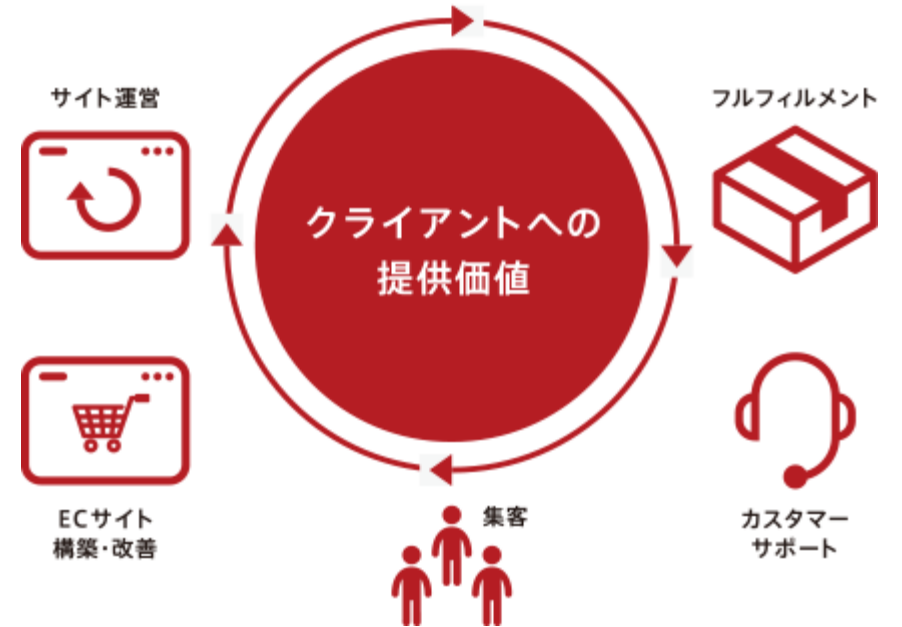 サイト運営
フルフィルメント
クライアントへの
提供価値
ECサイト
構築・改善
集客
カスタマー
サポート